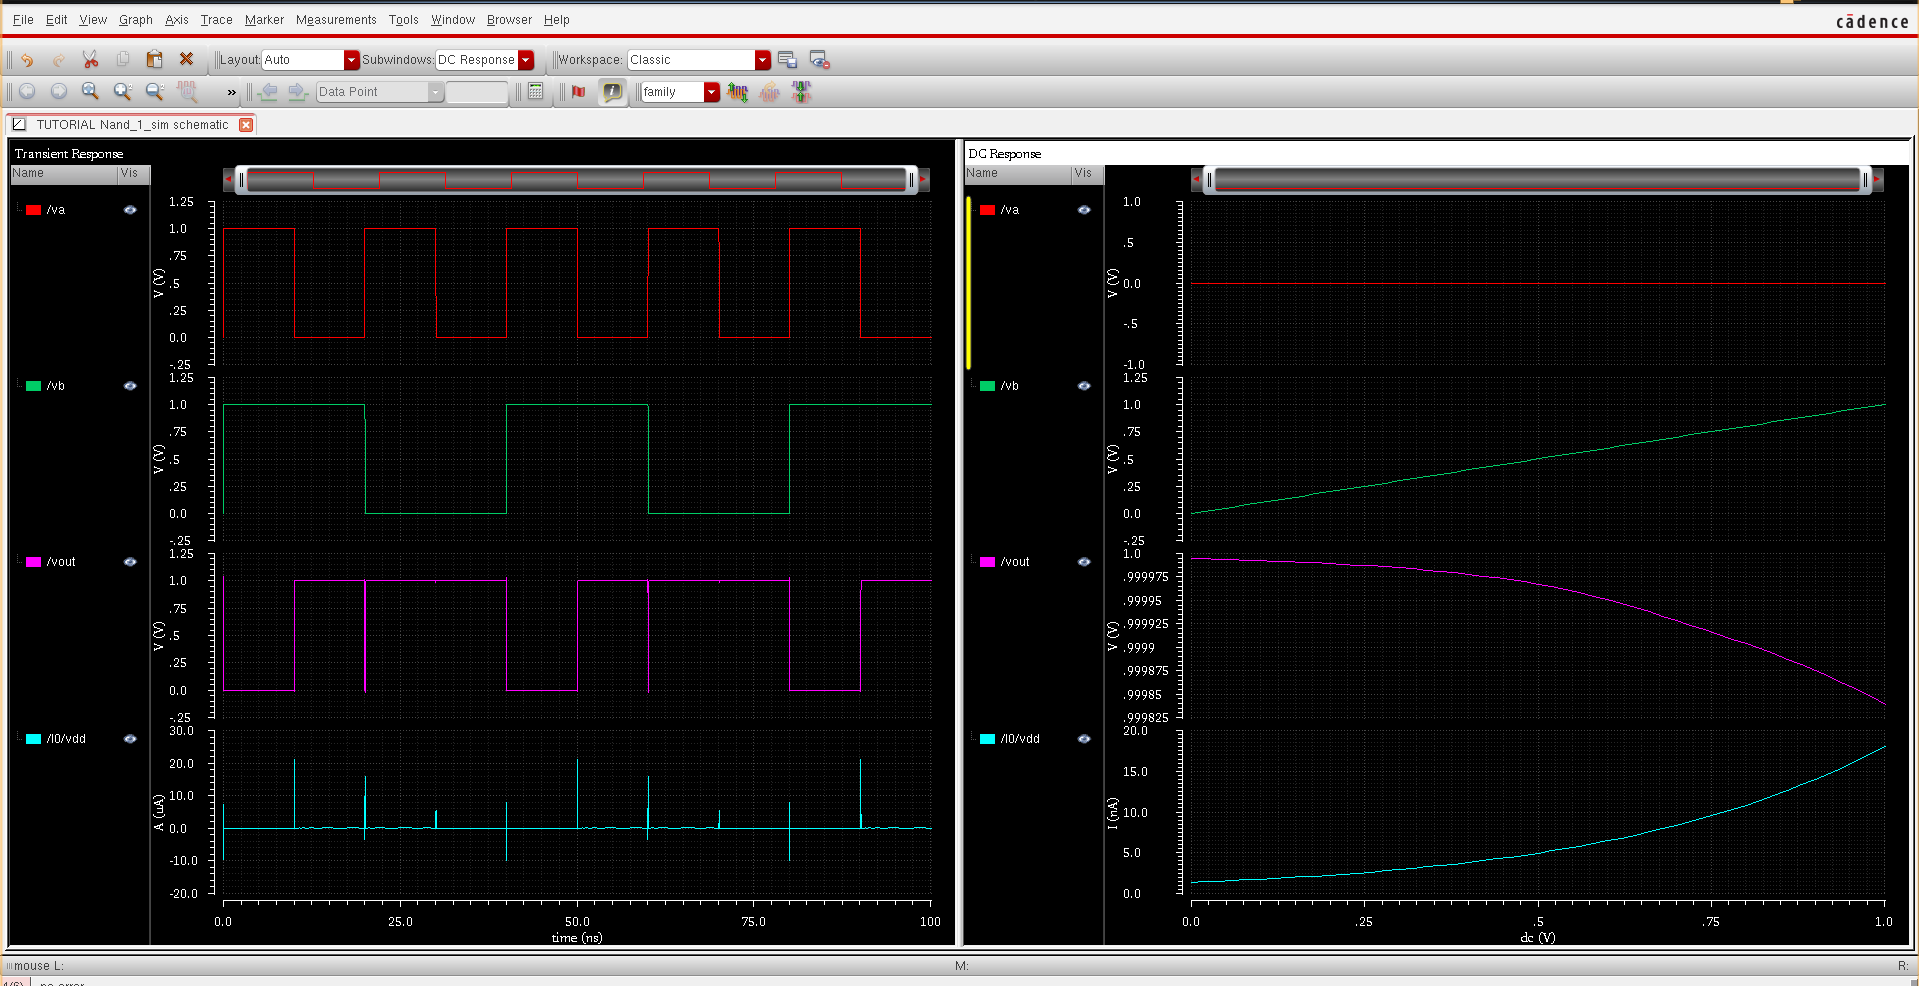 File Edit View Graph Axis Trace Marker Measurements Tools Window Browser Help
cādence
Layout: Auto Subwindows: DC Response Workspace: Classic
» Data Point family
TUTORIAL Nand_1_sim schematic
Transient Response
Name Vis
/va
1.25
1.0
.75
.5
.25
0.0
-.25
V (V)
/vb
1.25
1.0
.75
.5
.25
0.0
-.25
V (V)
/vout
1.25
1.0
.75
.5
.25
0.0
-.25
V (V)
/I0/vdd
30.0
20.0
10.0
0.0
-10.0
-20.0
A (uA)
0.0 25.0 50.0 75.0 100
time (ns)
DC Response
Name Vis
/va
1.0
.5
0.0
-.5
-1.0
V (V)
/vb
1.25
1.0
.75
.5
.25
0.0
-.25
V (V)
/vout
1.0
.999975
.99995
.999925
.9999
.999875
.99985
.999825
V (V)
/I0/vdd
20.0
15.0
10.0
5.0
0.0
I (nA)
0.0 .25 .5 .75 1.0
dc (V)
mouse L: M: R: